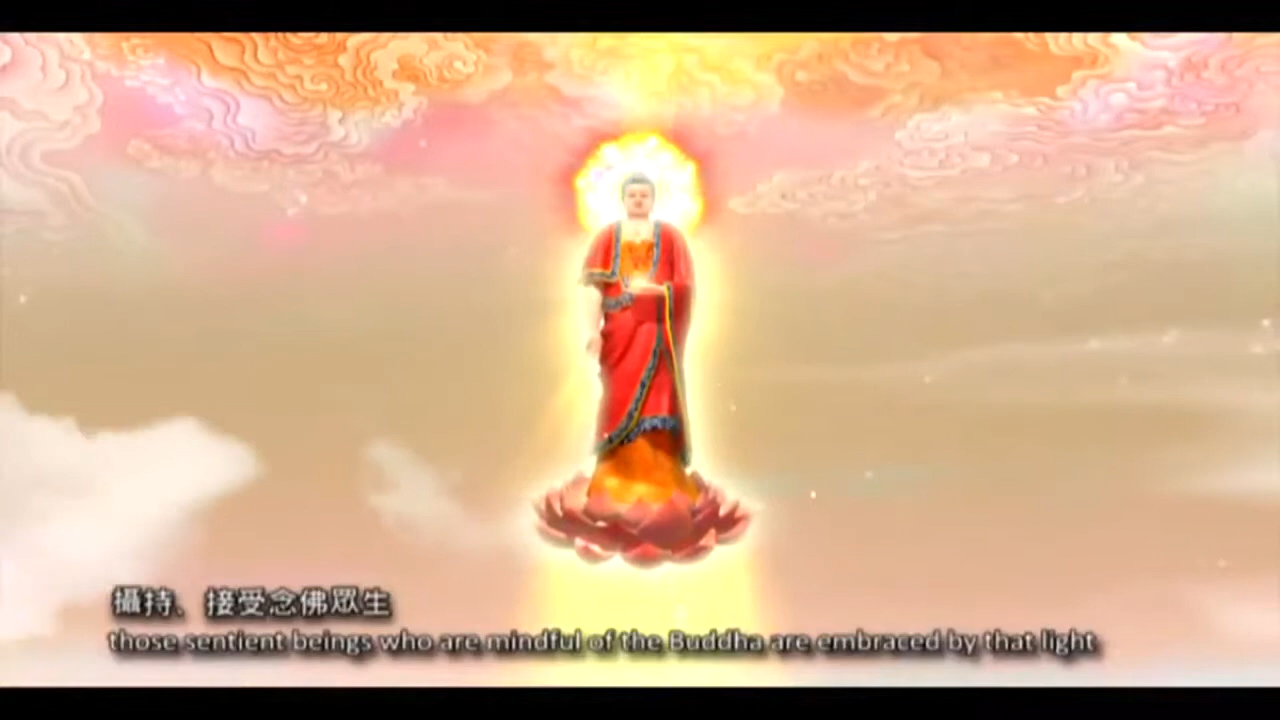 攝持、接受念佛眾生
those sentient beings who are mindful of the Buddha are embraced by that light